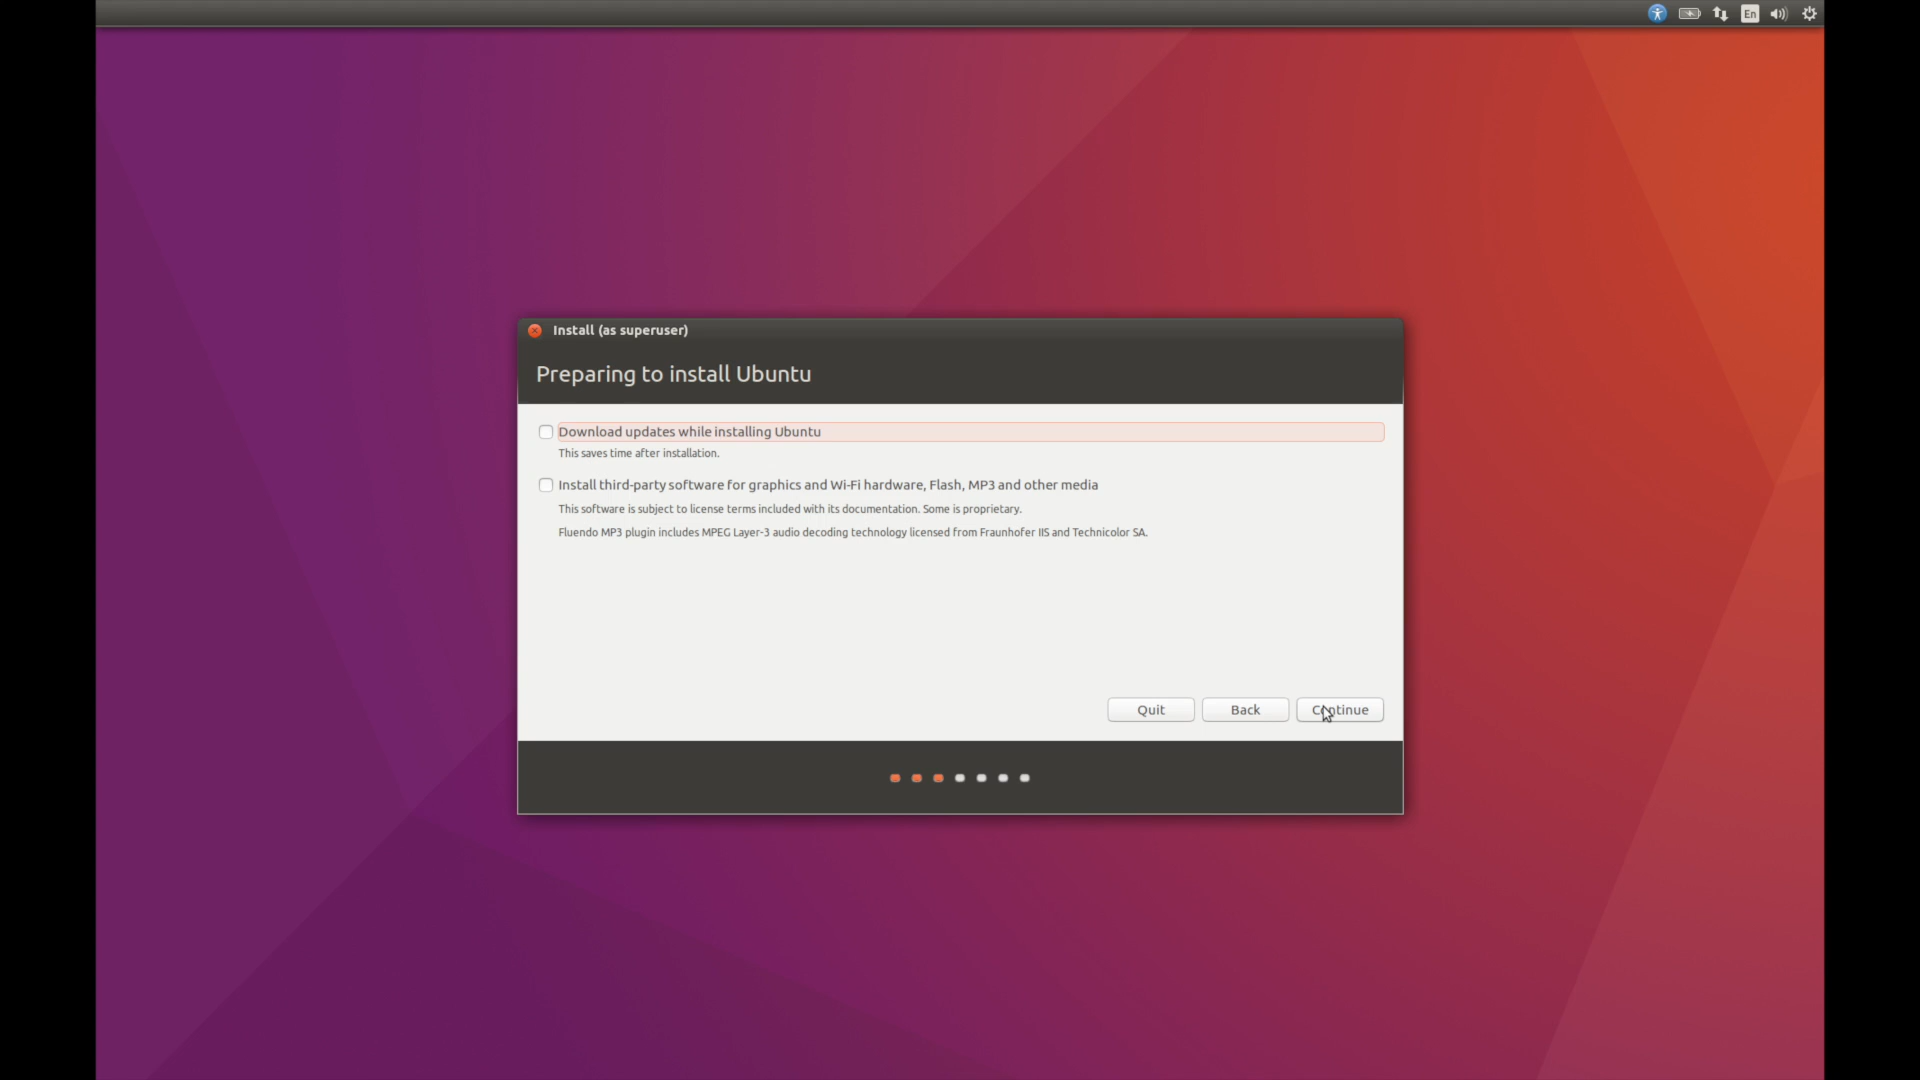 En
Install (as superuser)
Preparing to install Ubuntu
Download updates while installing Ubuntu
This saves time after installation.
Install third-party software for graphics and Wi-Fi hardware, Flash, MP3 and other media
This software is subject to license terms included with its documentation. Some is proprietary.
Fluendo MP3 plugin includes MPEG Layer-3 audio decoding technology licensed from Fraunhofer IIS and Technicolor SA.
Quit Back Continue